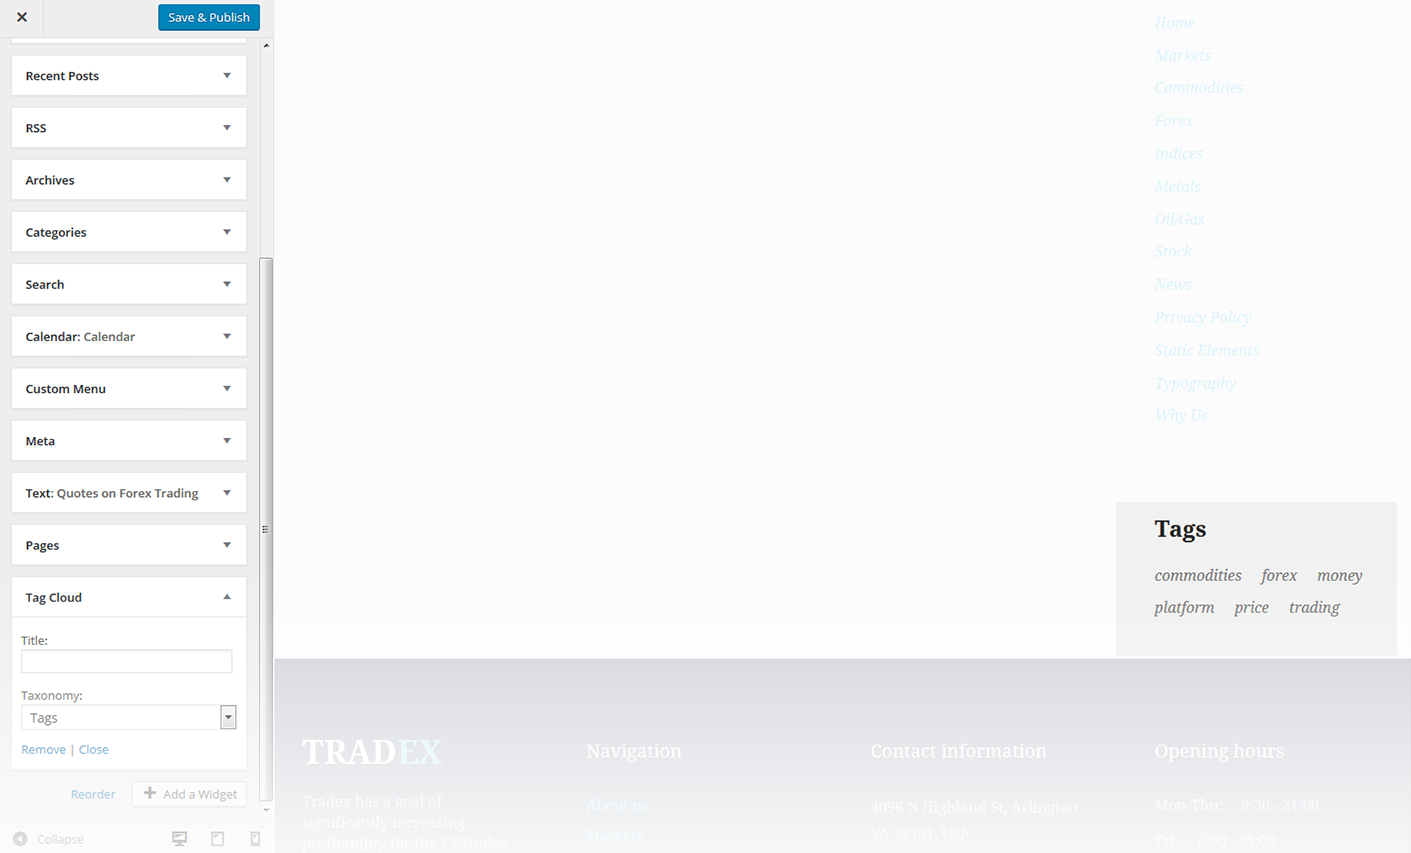 Save & Publish
Recent Posts
RSS
Archives
Categories
Search
Calendar: Calendar
Custom Menu
Meta
Text: Quotes on Forex Trading
Pages
Tag Cloud
Title:
Taxonomy:
Tags
Remove | Close
Reorder
Add a Widget
Collapse
Home
Markets
Commodities
Forex
Indices
Metals
Oil/Gas
Stock
News
Privacy Policy
Static Elements
Typography
Why Us
Tags
commodities forex money
platform price trading
TRADEX
Tradex has a goal of
significantly increasing
profitability for the FX Broker
Navigation
About us
Markets
Contact information
4096 N Highland St, Arlington
VA 32101, USA
Opening hours
Mon-Thu: 9:30 - 21:00
Fri: 6:00 - 21:00